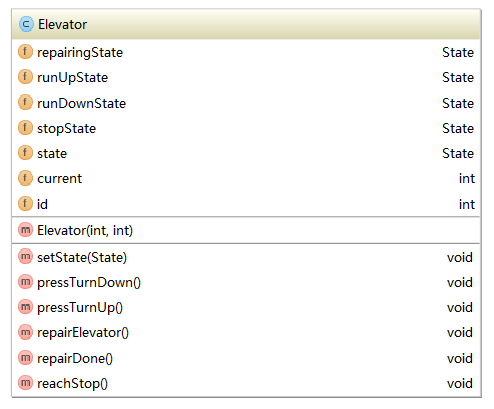 C Elevator
f repairingState State
f runUpState State
f runDownState State
f stopState State
f state State
f current int
f id int
m Elevator(int, int)
m setState(State) void
m pressTurnDown() void
m pressTurnUp() void
m repairElevator() void
m repairDone() void
m reachStop() void